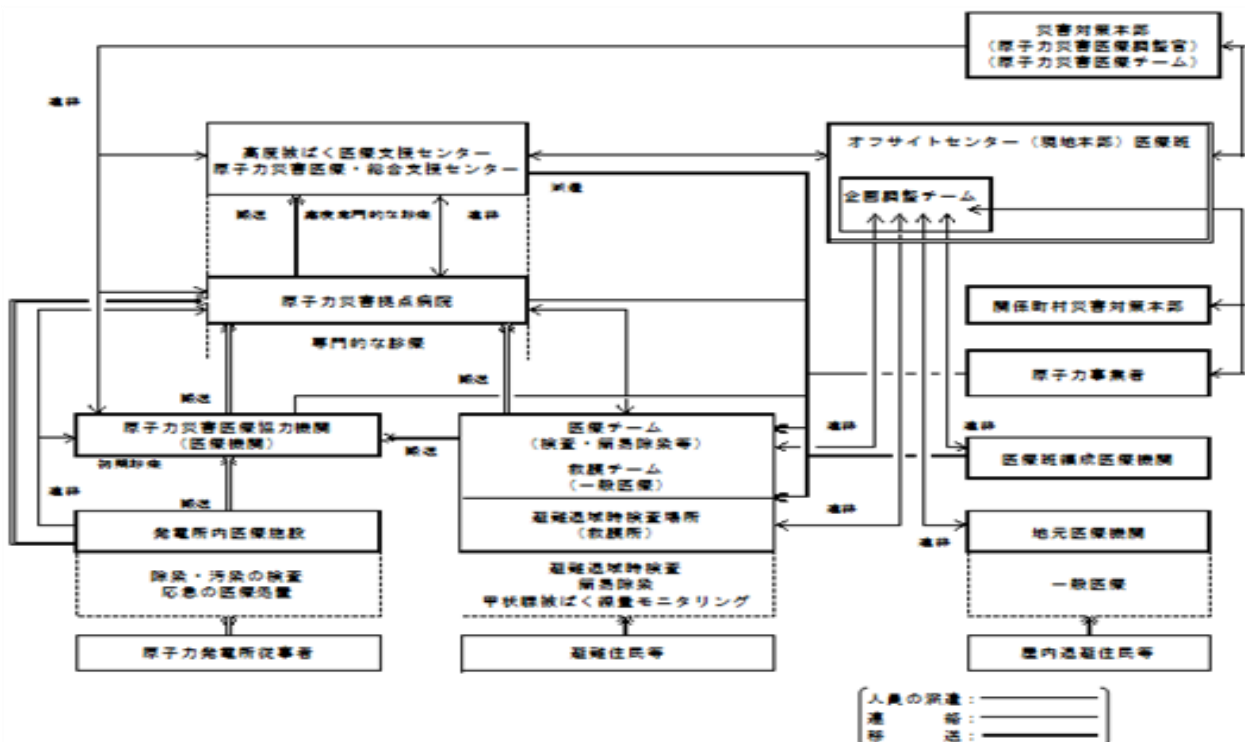 災害対策本部
（原子力災害医療調整官）
（原子力災害医療チーム）
連絡
高度被ばく医療支援センター
原子力災害医療・総合支援センター
オフサイトセンター（現地本部）医療班
派遣
企画調整チーム
搬送
高度専門的な診療
連絡
原子力災害拠点病院
関係町村災害対策本部
専門的な診療
原子力事業者
搬送
搬送
原子力災害医療協力機関
（医療機関）
医療チーム
（検査・簡易除染等）
連絡
連絡
搬送
救護チーム
（一般医療）
医療班編成医療機関
初期診療
連絡
搬送
発電所内医療施設
避難退域時検査場所
（救護所）
連絡
連絡
地元医療機関
除染・汚染の検査
応急の医療処置
避難退域時検査
簡易除染
甲状腺被ばく線量モニタリング
一般医療
原子力発電所従事者
避難住民等
屋内退避住民等
人員の派遣：
連絡：
移送：